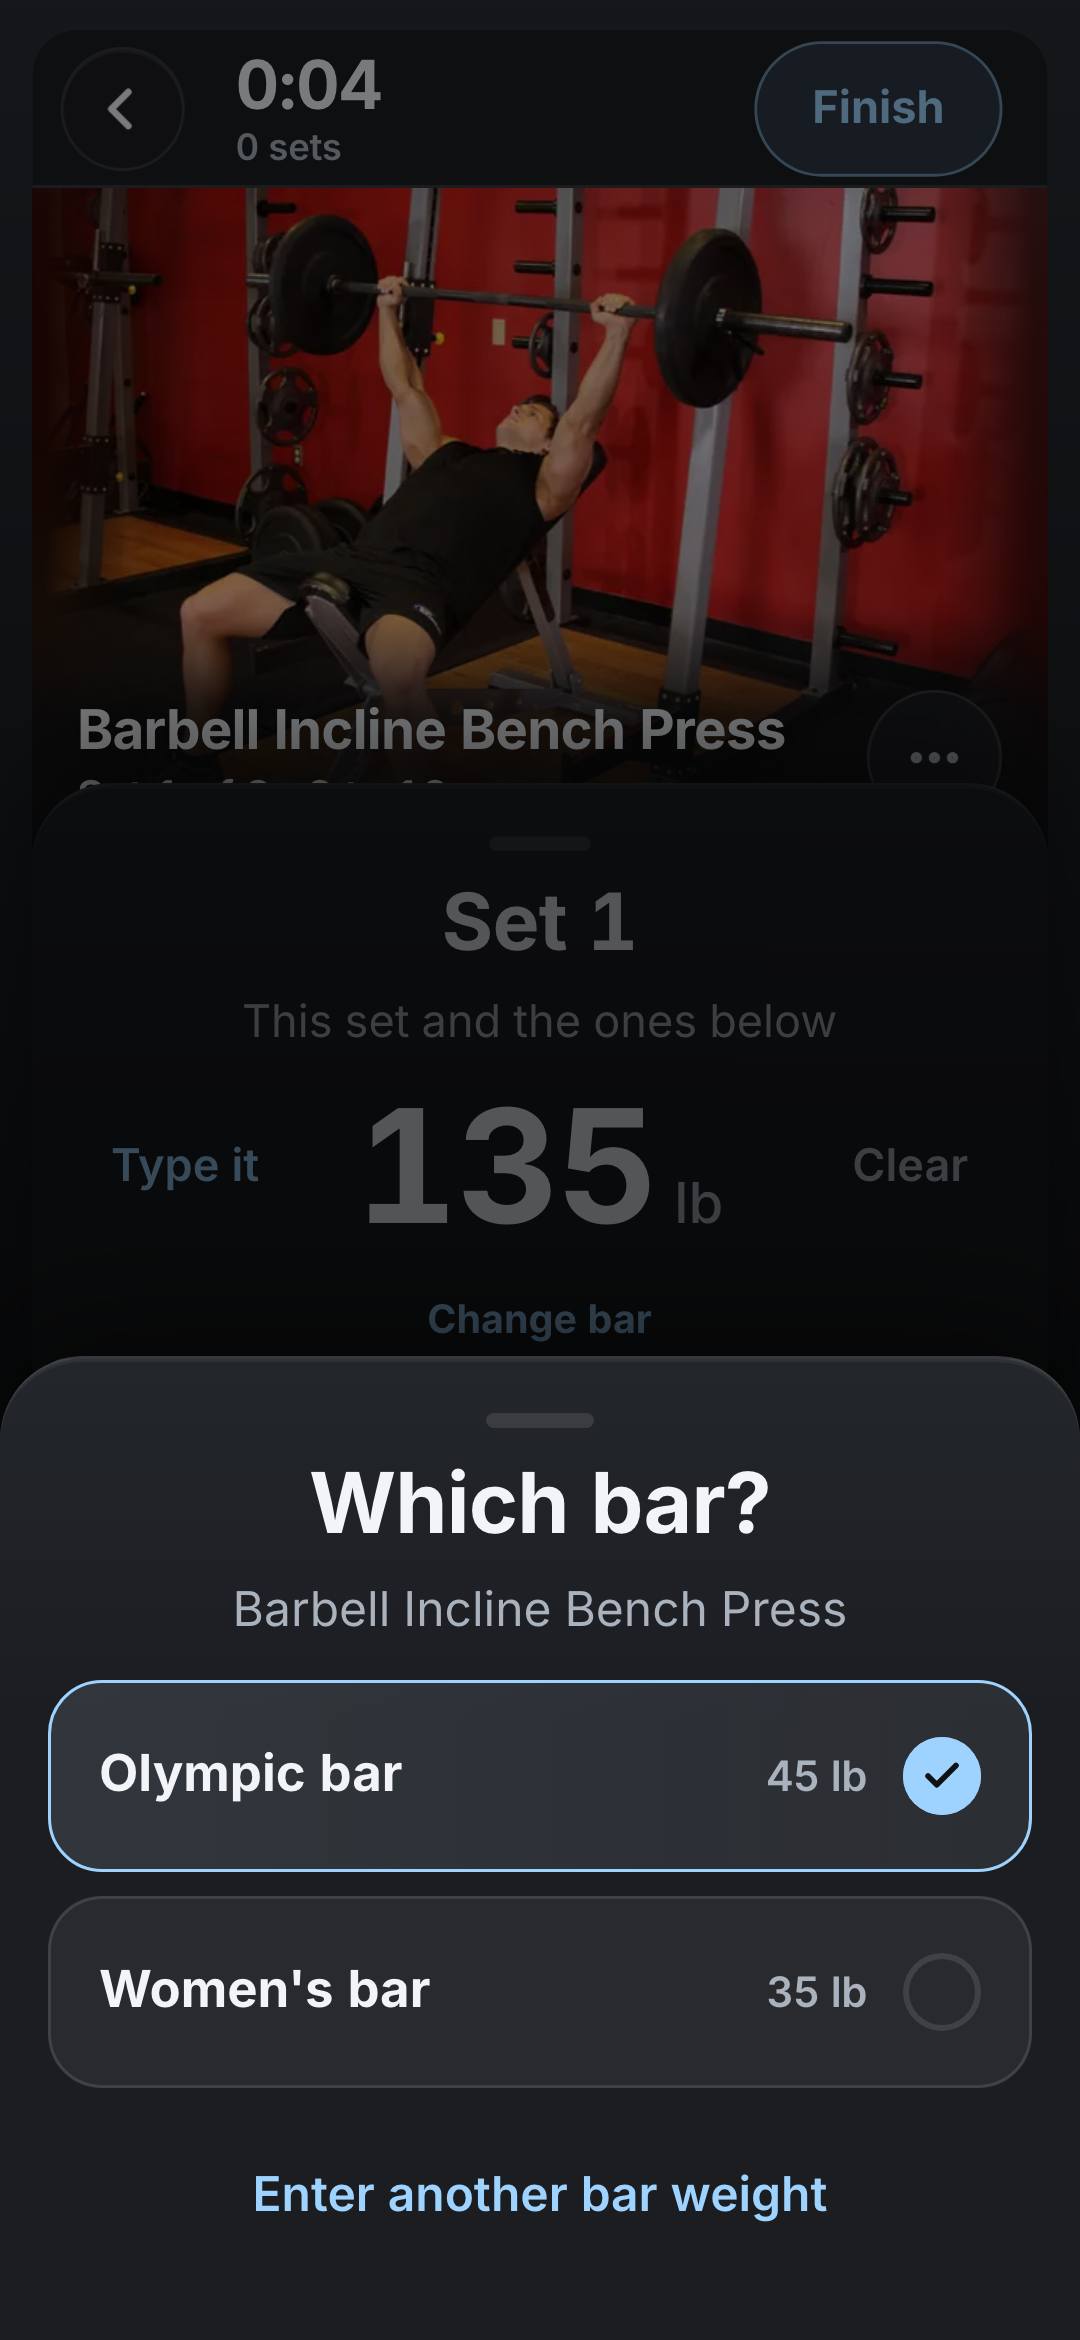 0:04
0 sets
Finish
Barbell Incline Bench Press
Set 1
This set and the ones below
Type it
135 lb
Clear
Change bar
Which bar?
Barbell Incline Bench Press
Olympic bar
45 lb
Women's bar
35 lb
Enter another bar weight